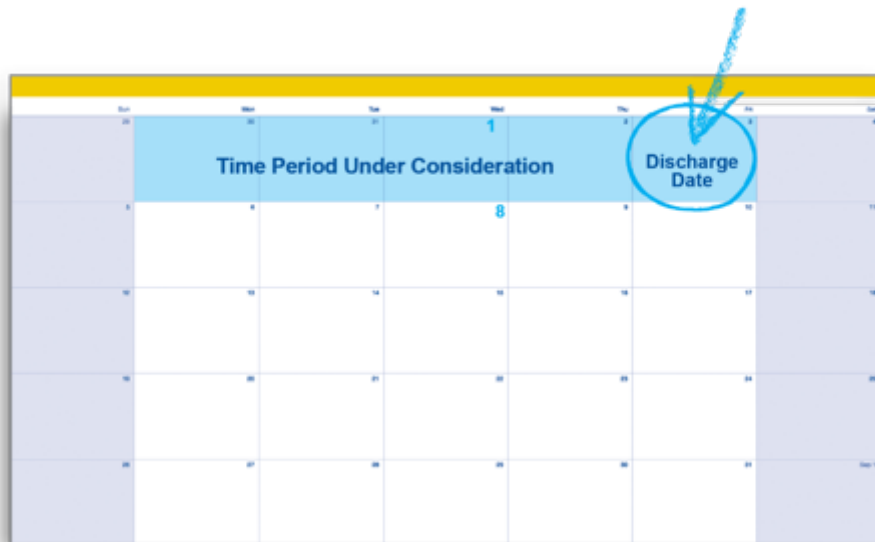 Sun Mon Tue Wed Thu Fri
29 30 31 1 2 3 4
Time Period Under Consideration
Discharge
Date
5 6 7 8 9 10 11
12 13 14 15 16 17 18
19 20 21 22 23 24 25
26 27 28 29 30 31 Sep 1